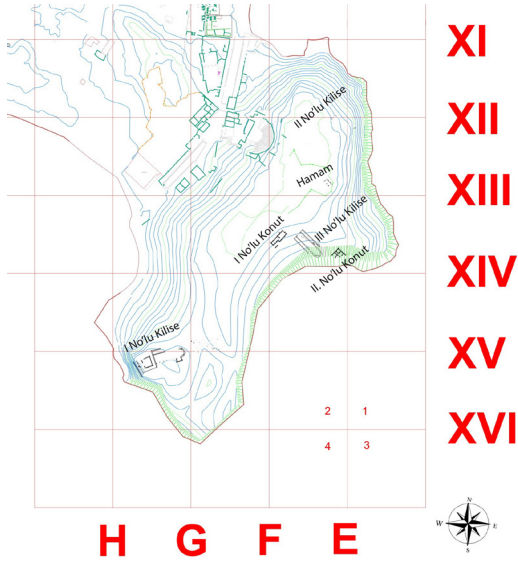 XI
II No'lu Kilise
XII
Hamam
XIII
I No'lu Konut
III No'lu Kilise
II. No'lu Konut
XIV
I No'lu Kilise
XV
2 1
4 3
XVI
H G F E
N
W E
S